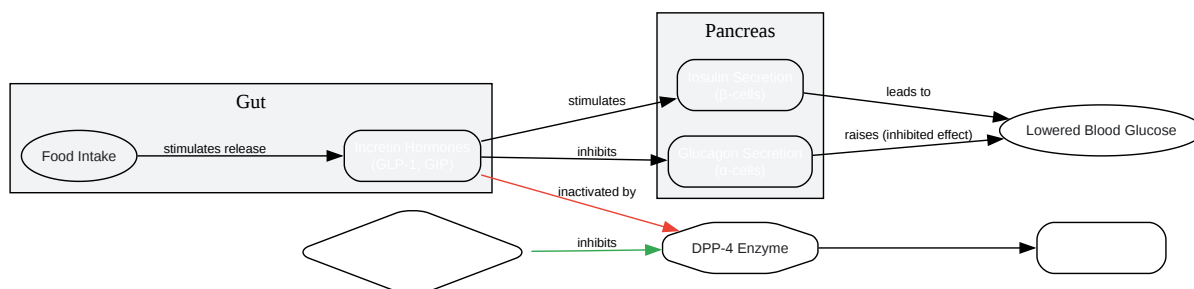 Gut
Food Intake
stimulates release
Incretin Hormones
(GLP-1, GIP)
stimulates
inhibits
inactivated by
Pancreas
Insulin Secretion
(β-cells)
Glucagon Secretion
(α-cells)
leads to
raises (inhibited effect)
Lowered Blood Glucose
inhibits
DPP-4 Enzyme